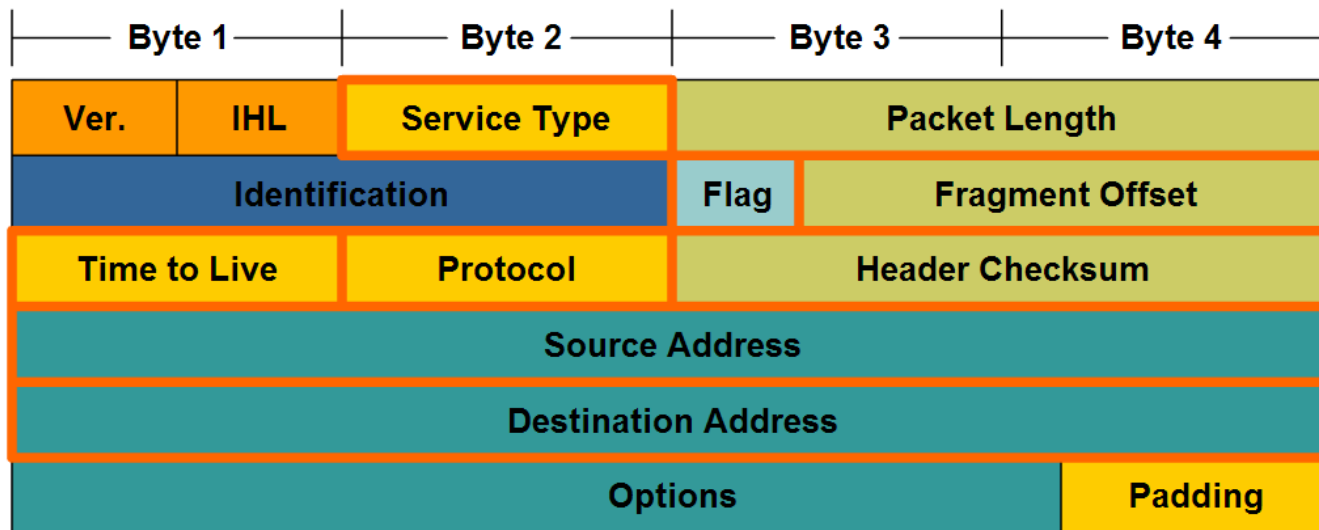 Byte 1 Byte 2 Byte 3 Byte 4
Ver. IHL Service Type Packet Length
Identification Flag Fragment Offset
Time to Live Protocol Header Checksum
Source Address
Destination Address
Options Padding